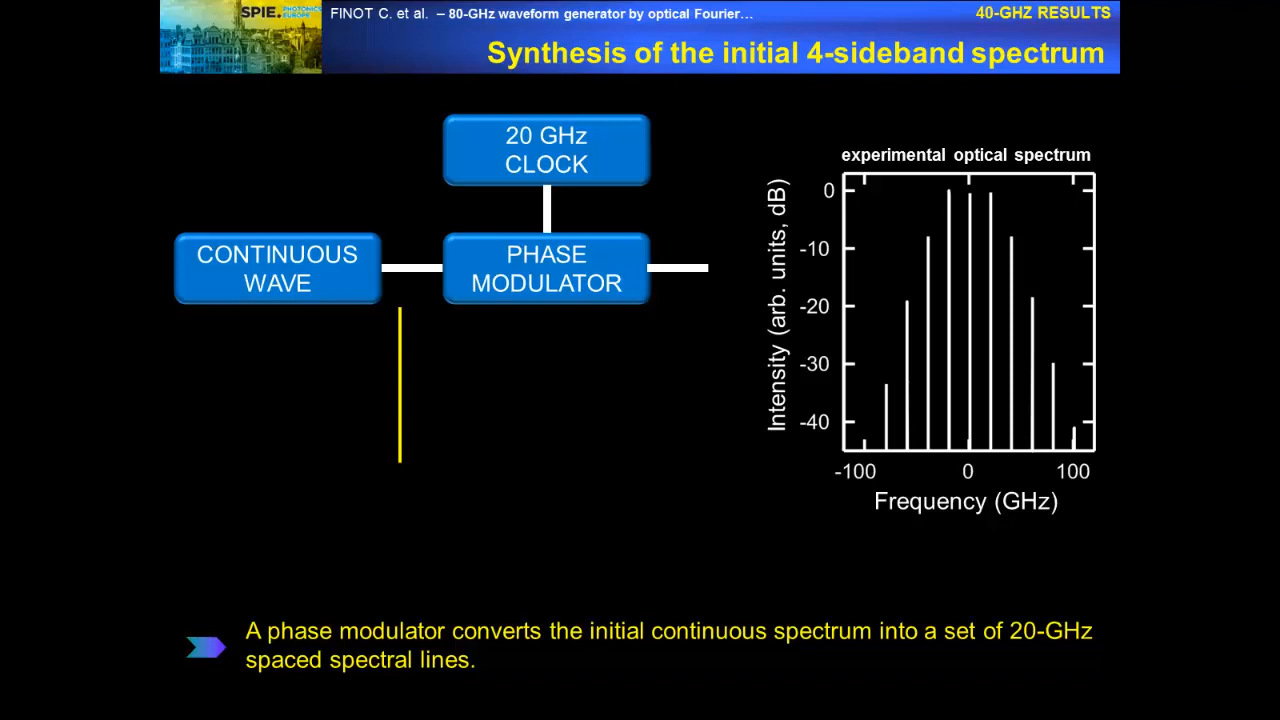 SPIE. PHOTONICS
EUROPE
FINOT C. et al. – 80-GHz waveform generator by optical Fourier…
40-GHZ RESULTS
Synthesis of the initial 4-sideband spectrum
20 GHz
CLOCK
CONTINUOUS
WAVE
PHASE
MODULATOR
experimental optical spectrum
Intensity (arb. units, dB)
0
-10
-20
-30
-40
-100 0 100
Frequency (GHz)
A phase modulator converts the initial continuous spectrum into a set of 20-GHz
spaced spectral lines.